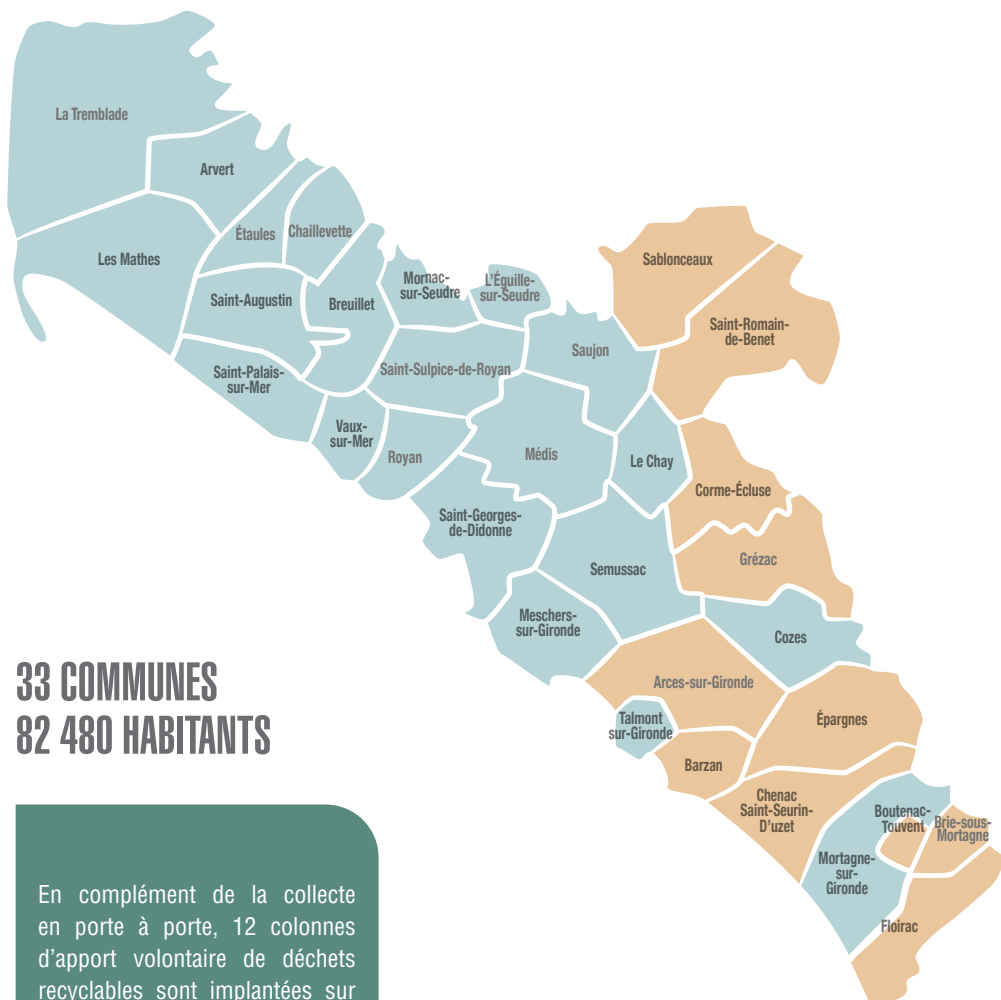 La Tremblade
Arvert
Étaules
Chaillevette
Les Mathes
Saint-Augustin
Breuillet
Mornac-
sur-Seudre
L'Éguille-
sur-Seudre
Sablonceaux
Saint-Romain-
de-Benet
Saujon
Saint-Sulpice-de-Royan
Saint-Palais-
sur-Mer
Vaux-
sur-Mer
Royan
Médis
Le Chay
Corme-Écluse
Saint-Georges-
de-Didonne
Grézac
Semussac
Meschers-
sur-Gironde
Cozes
Arces-sur-Gironde
Talmont
sur-Gironde
Épargnes
Barzan
Chenac
Saint-Seurin-
D'uzet
Boutenac-
Touvent
Brie-sous-
Mortagne
Mortagne-
sur-
Gironde
Floirac
33 COMMUNES
82 480 HABITANTS
En complément de la collecte
en porte à porte, 12 colonnes
d'apport volontaire de déchets
recyclables sont implantées sur